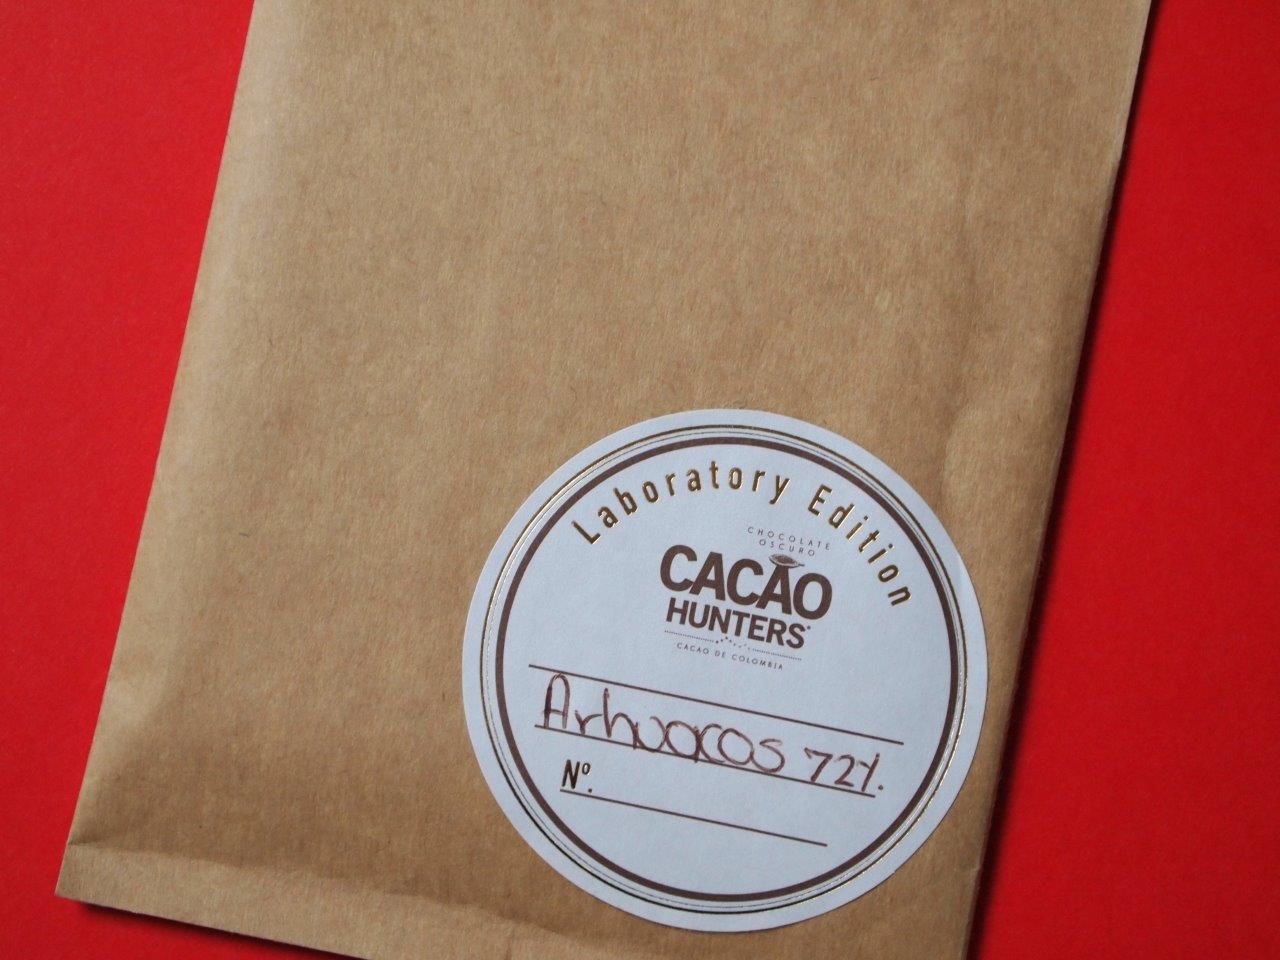 Laboratory Edition
CHOCOLATE
OSCURO
CACAO
HUNTERS®
CACAO DE COLOMBIA
Arhuacos 72%.
Nº.